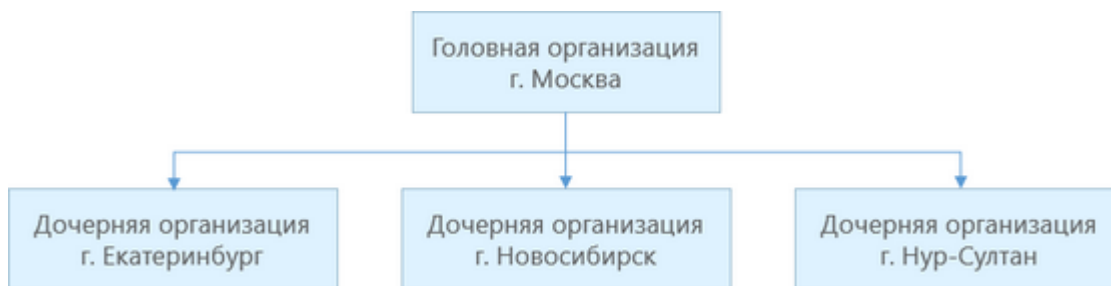 Головная организация
г. Москва
Дочерняя организация
г. Екатеринбург
Дочерняя организация
г. Новосибирск
Дочерняя организация
г. Нур-Султан